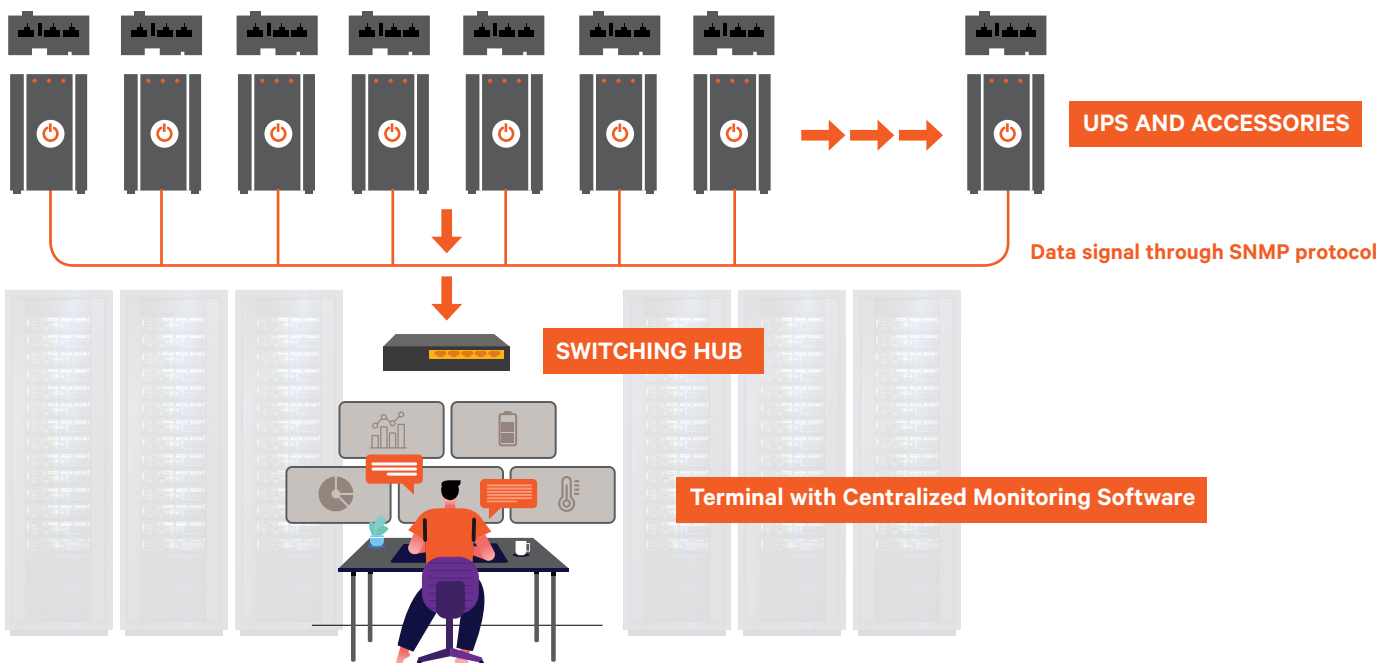 UPS AND ACCESSORIES
Data signal through SNMP protocol
SWITCHING HUB
Terminal with Centralized Monitoring Software